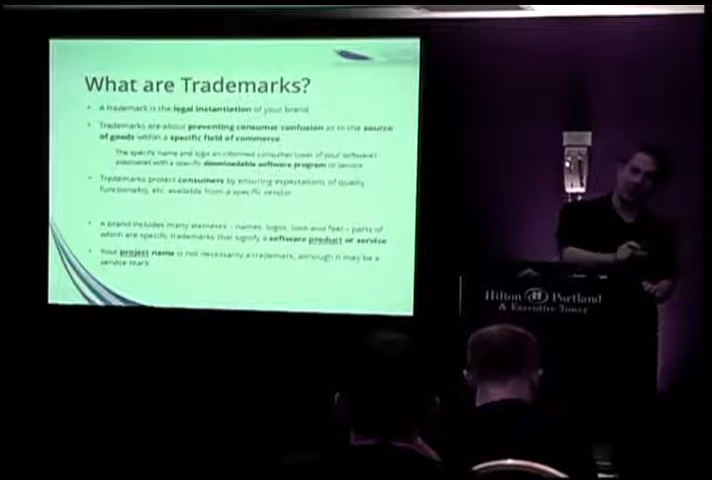 What are Trademarks?
A trademark is the legal instantiation of your brand
Trademarks are about preventing consumer confusion as to the source
of goods within a specific field of commerce
The specific name and logo an informed consumer
with a specific downloadable software program or service
Trademarks protect consumers by ensuring expectations of quality
functionality, etc. available from a specific vendor
A brand includes many elements – names, logos, look and feel – parts of
which are specific trademarks that signify a software product or service
Your project name is not necessarily a trademark, although it may be a
service mark
Hilton Portland
& Executive Tower